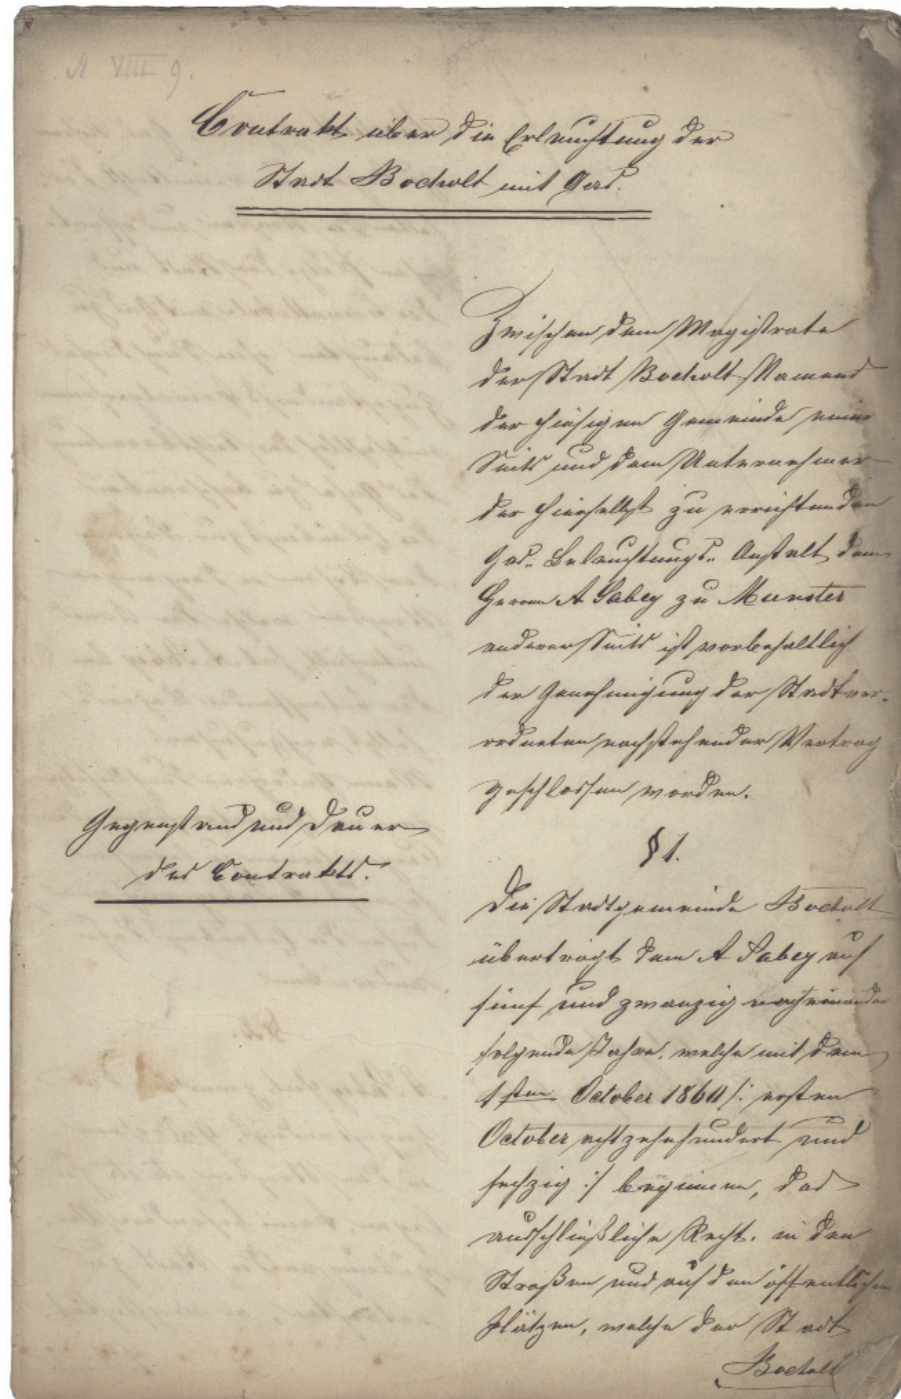 A VIII 9.
Contrakt über die Erleuchtung der
Stadt Bocholt mit Gas.
Zwischen dem Magistrate
der Stadt Bocholt Namens
der hiesigen Gemeinde einer
Seits und dem Unternehmer
der hierselbst zu errichtenden
Gas-Beleuchtungs-Anstalt dem
Herrn A Sabey zu Munster
anderer Seits ist vorbehaltlich
der Genehmigung der Stadtver-
ordneten nachstehender Vertrag
geschlossen worden.
Gegenstand und Dauer
des Contrakts.
§ 1.
Die Stadtgemeinde Bocholt
überträgt dem A Sabey auf
fünf und zwanzig nacheinander
folgende Jahre, welche mit dem
1sten October 1860 /: ersten
October achtzehnhundert und
sechzig :/ beginnen, das
ausschließliche Recht, in den
Straßen und auf den öffentlichen
Plätzen, welche der Stadt
Bocholt